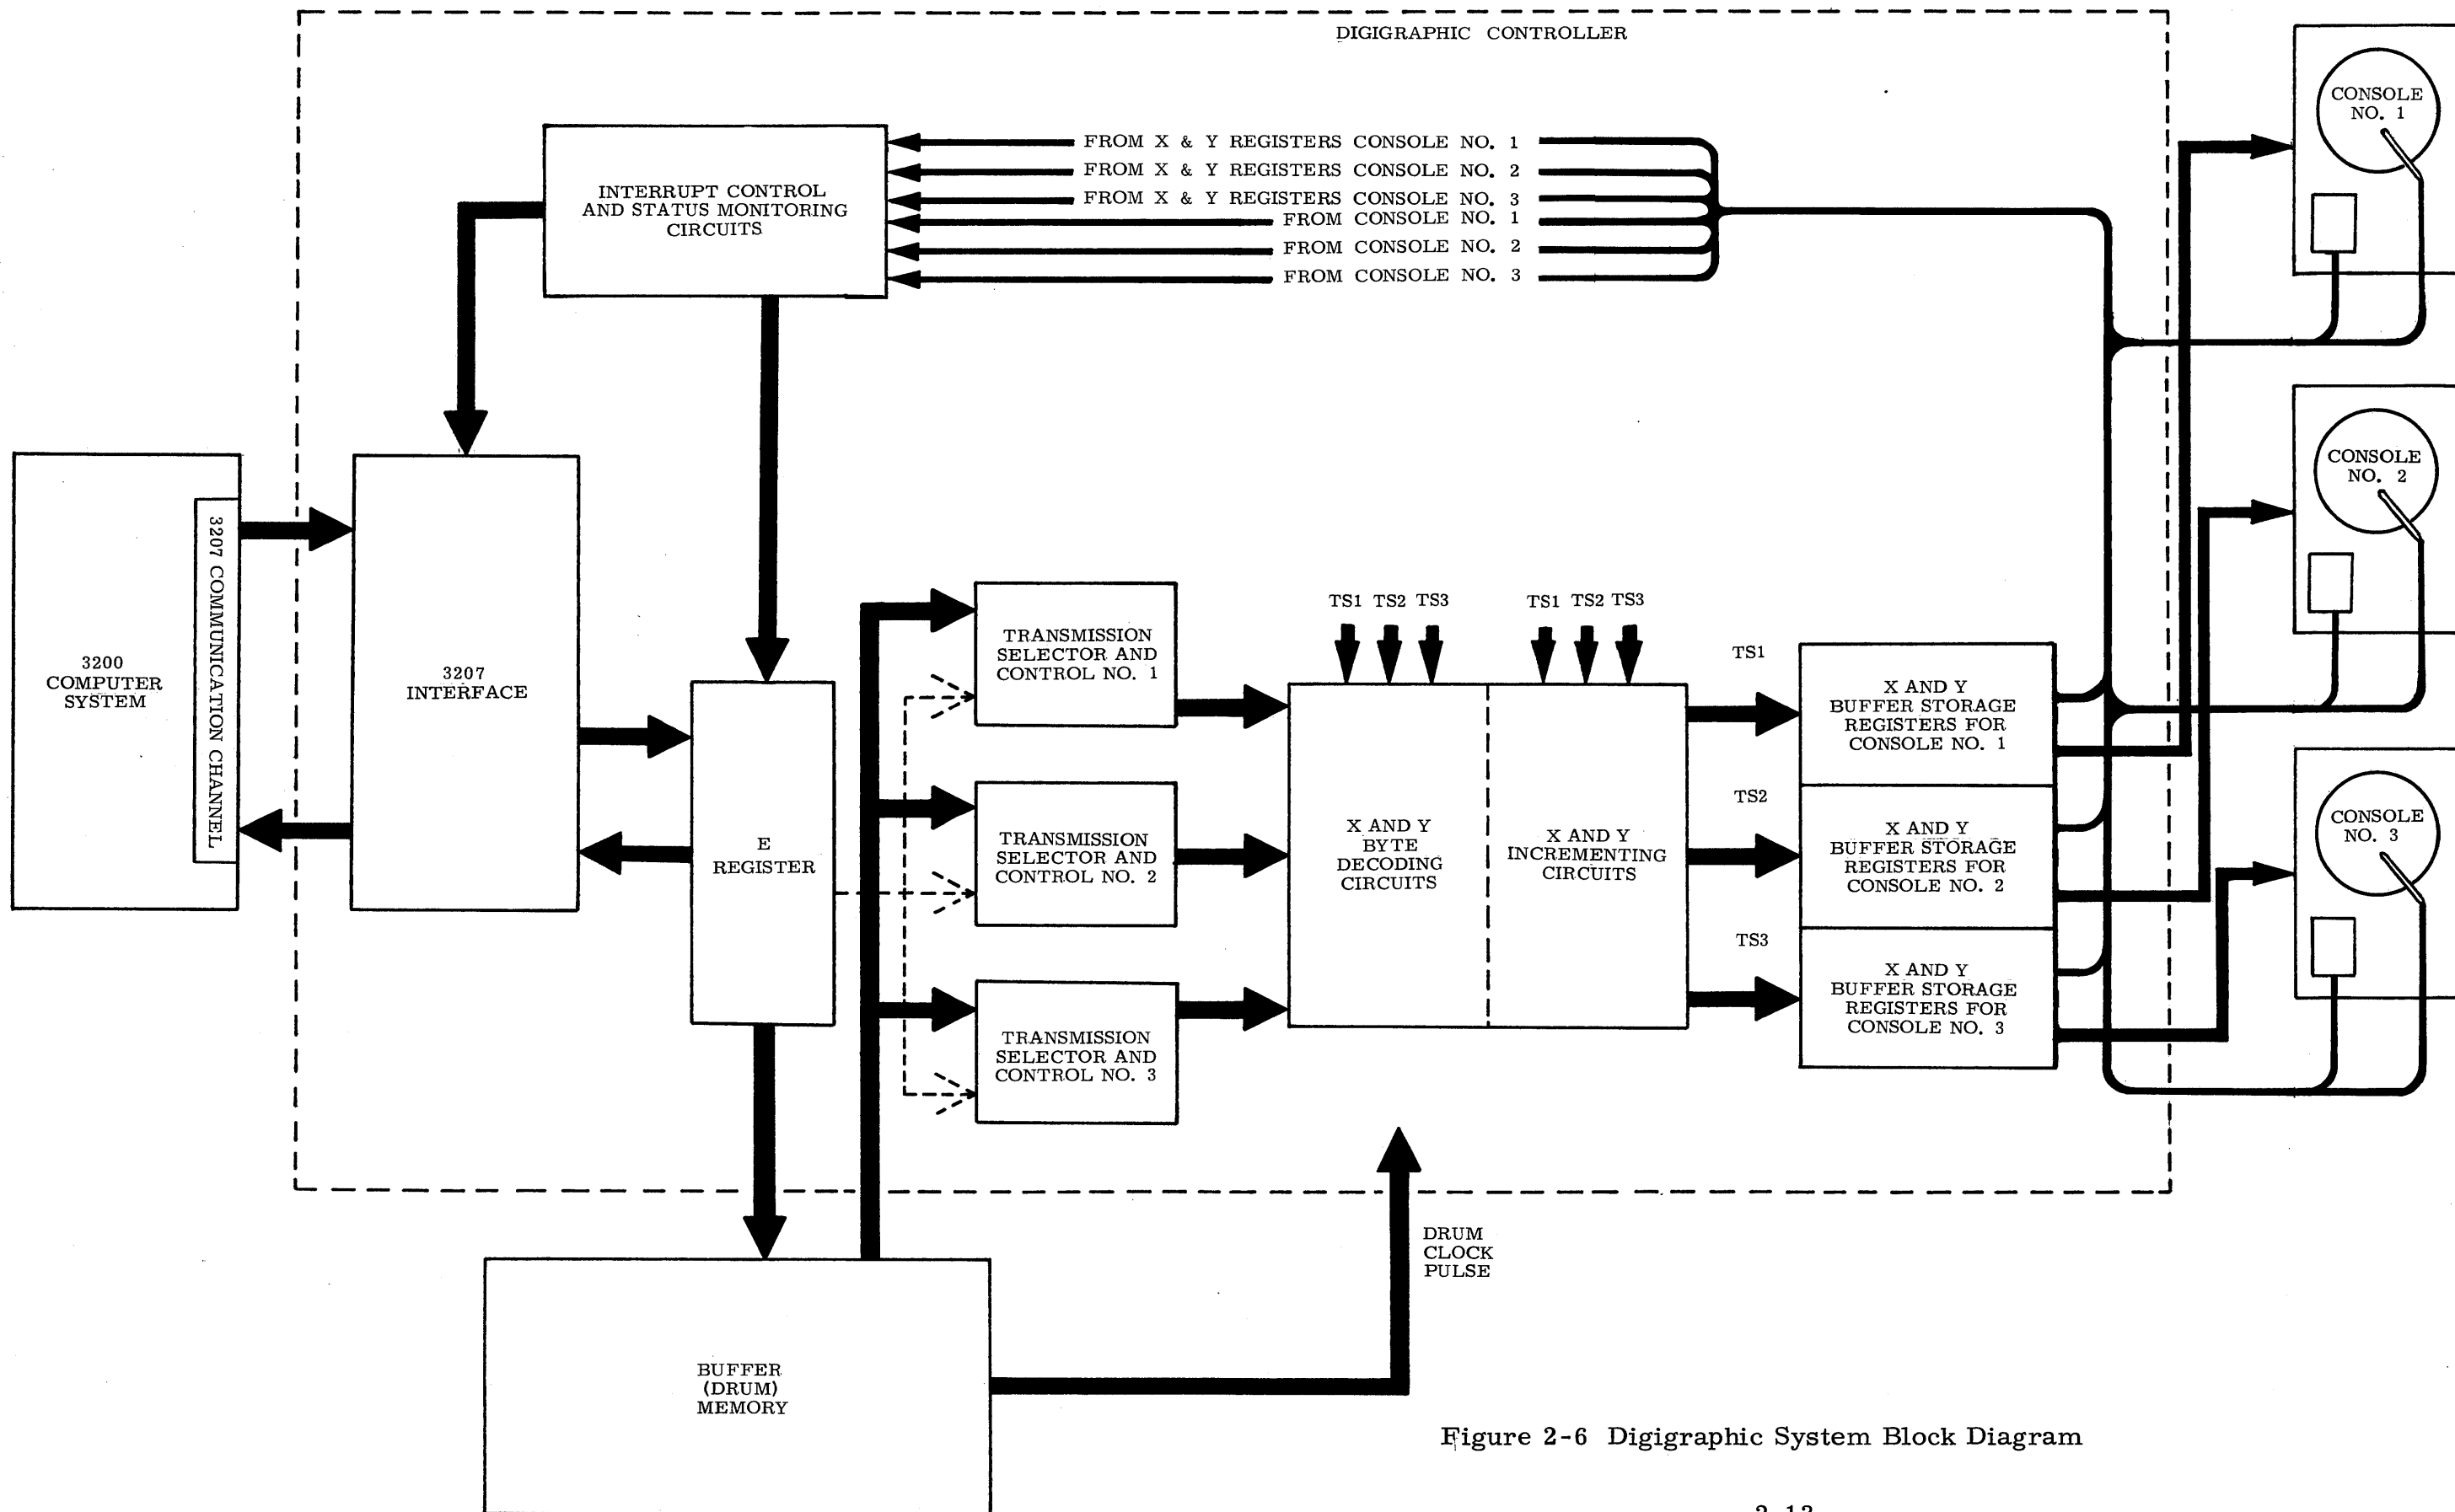 DIGIGRAPHIC CONTROLLER
CONSOLE
NO. 1
FROM X & Y REGISTERS CONSOLE NO. 1
FROM X & Y REGISTERS CONSOLE NO. 2
FROM X & Y REGISTERS CONSOLE NO. 3
FROM CONSOLE NO. 1
FROM CONSOLE NO. 2
FROM CONSOLE NO. 3
INTERRUPT CONTROL
AND STATUS MONITORING
CIRCUITS
CONSOLE
NO. 2
3200
COMPUTER
SYSTEM
3207 COMMUNICATION CHANNEL
3207
INTERFACE
E
REGISTER
TRANSMISSION
SELECTOR AND
CONTROL NO. 1
TRANSMISSION
SELECTOR AND
CONTROL NO. 2
TRANSMISSION
SELECTOR AND
CONTROL NO. 3
TS1 TS2 TS3
TS1 TS2 TS3
X AND Y
BYTE
DECODING
CIRCUITS
X AND Y
INCREMENTING
CIRCUITS
TS1
TS2
TS3
X AND Y
BUFFER STORAGE
REGISTERS FOR
CONSOLE NO. 1
X AND Y
BUFFER STORAGE
REGISTERS FOR
CONSOLE NO. 2
X AND Y
BUFFER STORAGE
REGISTERS FOR
CONSOLE NO. 3
CONSOLE
NO. 3
DRUM
CLOCK
PULSE
BUFFER
(DRUM)
MEMORY
Figure 2-6 Digigraphic System Block Diagram
2-13